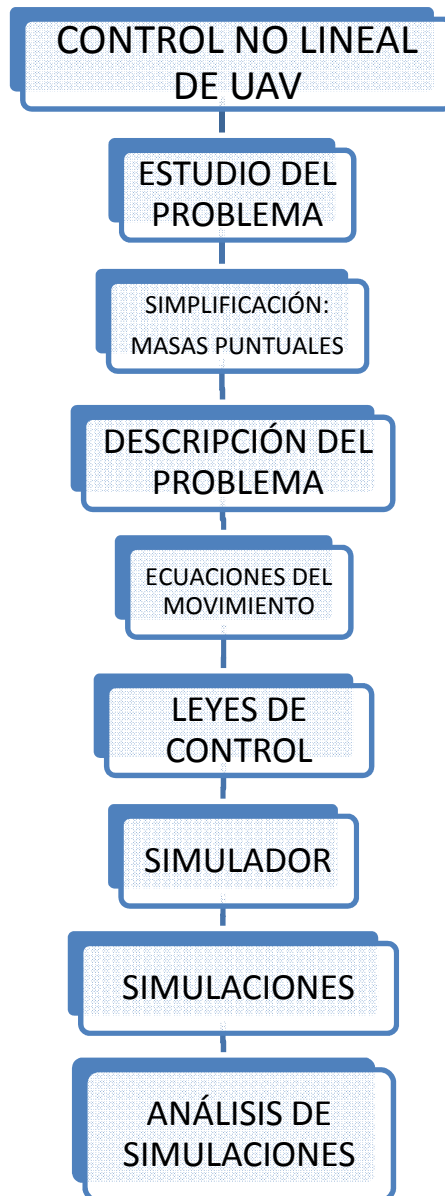 CONTROL NO LINEAL
DE UAV
ESTUDIO DEL
PROBLEMA
SIMPLIFICACIÓN:
MASAS PUNTUALES
DESCRIPCIÓN DEL
PROBLEMA
ECUACIONES DEL
MOVIMIENTO
LEYES DE
CONTROL
SIMULADOR
SIMULACIONES
ANÁLISIS DE
SIMULACIONES